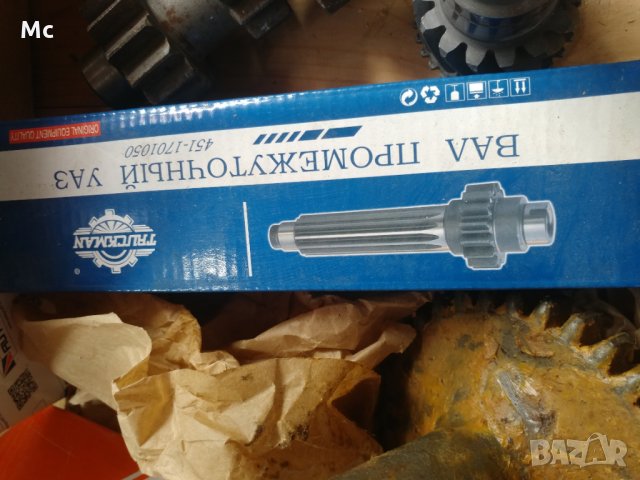 Mc
ВАЛ ПРОМЕЖУТОЧНЫЙ УАЗ
451-1701050
ORIGINAL EQUIPMENT QUALITY
TRUCKMAN
®
BAZAR